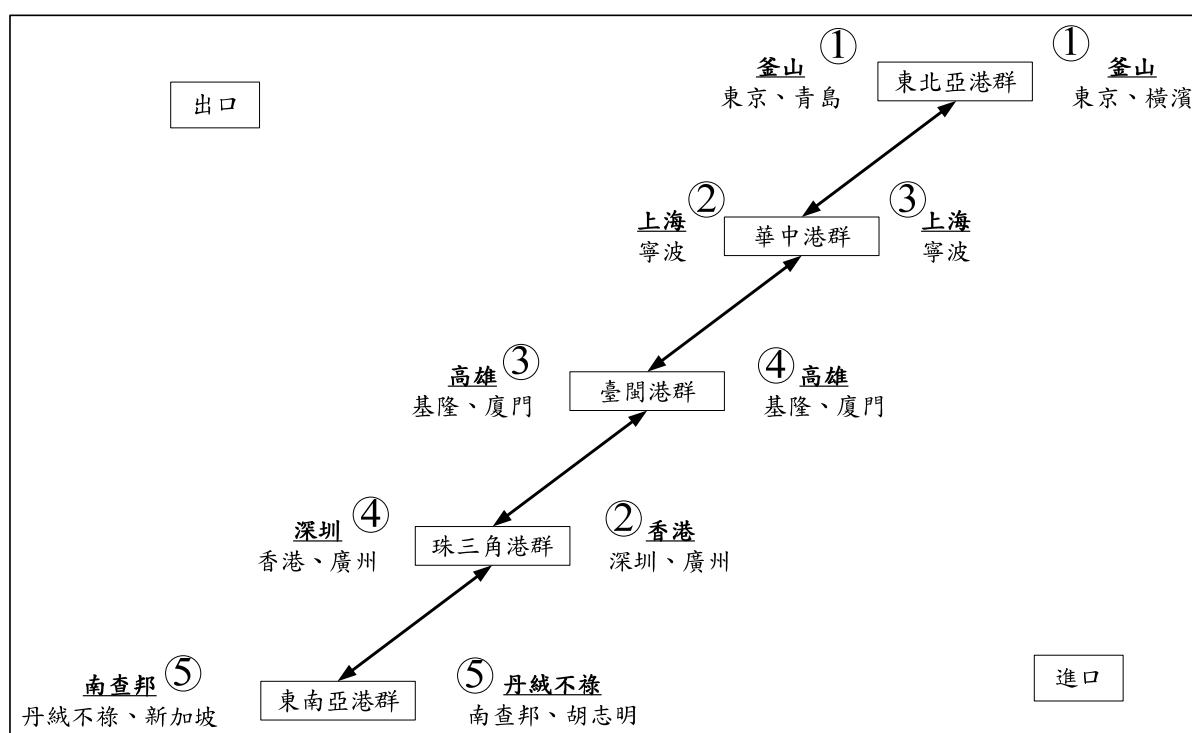 釜山 ① 東北亞港群 ① 釜山
東京、青島 東京、橫濱
出口
上海 ② 華中港群 ③ 上海
寧波 寧波
高雄 ③ 臺閩港群 ④ 高雄
基隆、廈門 基隆、廈門
深圳 ④ 珠三角港群 ② 香港
香港、廣州 深圳、廣州
南查邦 ⑤ 東南亞港群 ⑤ 丹絨不祿
丹絨不祿、新加坡 南查邦、胡志明
進口